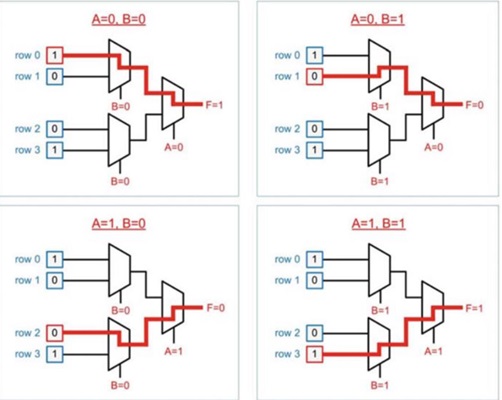 A=0, B=0
row 0 1
row 1 0
B=0
F=1
row 2 0
row 3 1
A=0
B=0
A=0, B=1
row 0 1
row 1 0
B=1
F=0
row 2 0
row 3 1
A=0
B=1
A=1, B=0
row 0 1
row 1 0
B=0
F=0
row 2 0
row 3 1
A=1
B=0
A=1, B=1
row 0 1
row 1 0
B=1
F=1
row 2 0
row 3 1
A=1
B=1